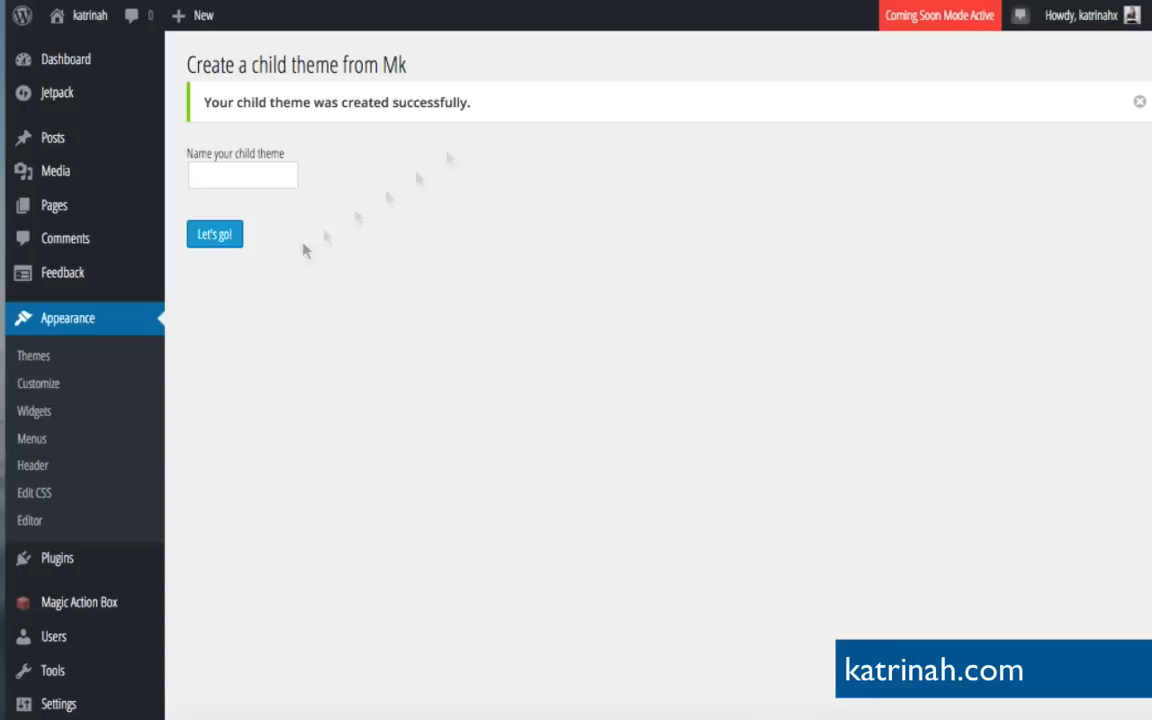 katrinah
0
New
Coming Soon Mode Active
Howdy, katrinahx
Dashboard
Jetpack
Posts
Media
Pages
Comments
Feedback
Appearance
Themes
Customize
Widgets
Menus
Header
Edit CSS
Editor
Plugins
Magic Action Box
Users
Tools
Settings
Create a child theme from Mk
Your child theme was created successfully.
Name your child theme
Let's go!
katrinah.com